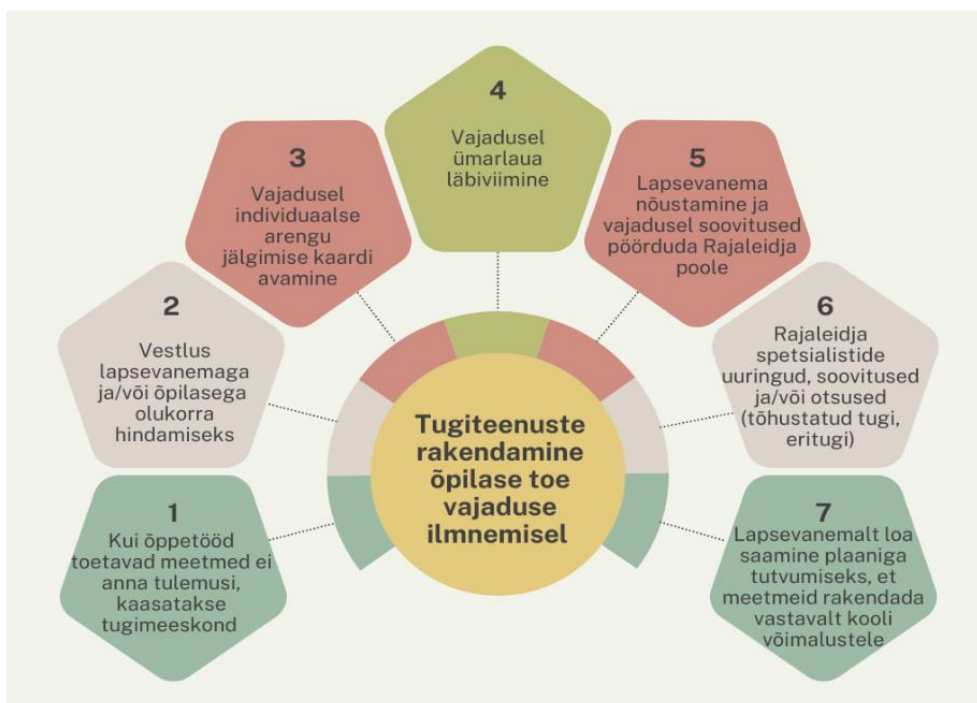 1
Kui õppetööd
toetavad meetmed ei
anna tulemusi,
kaasatakse
tugimeeskond
2
Vestlus
lapsevanemaga
ja/või õpilasega
olukorra
hindamiseks
3
Vajadusel
individuaalse
arengu
jälgimise kaardi
avamine
4
Vajadusel
ümarlaua
läbiviimine
5
Lapsevanema
nõustamine ja
vajadusel soovitused
pöörduda Rajaleidja
poole
6
Rajaleidja
spetsialistide
uuringud, soovitused
ja/või otsused
(tõhustatud tugi,
eritugi)
7
Lapsevanemalt loa
saamine plaaniga
tutvumiseks, et
meetmeid rakendada
vastavalt kooli
võimalustele
Tugiteenuste
rakendamine
õpilase toe
vajaduse
ilmnemisel